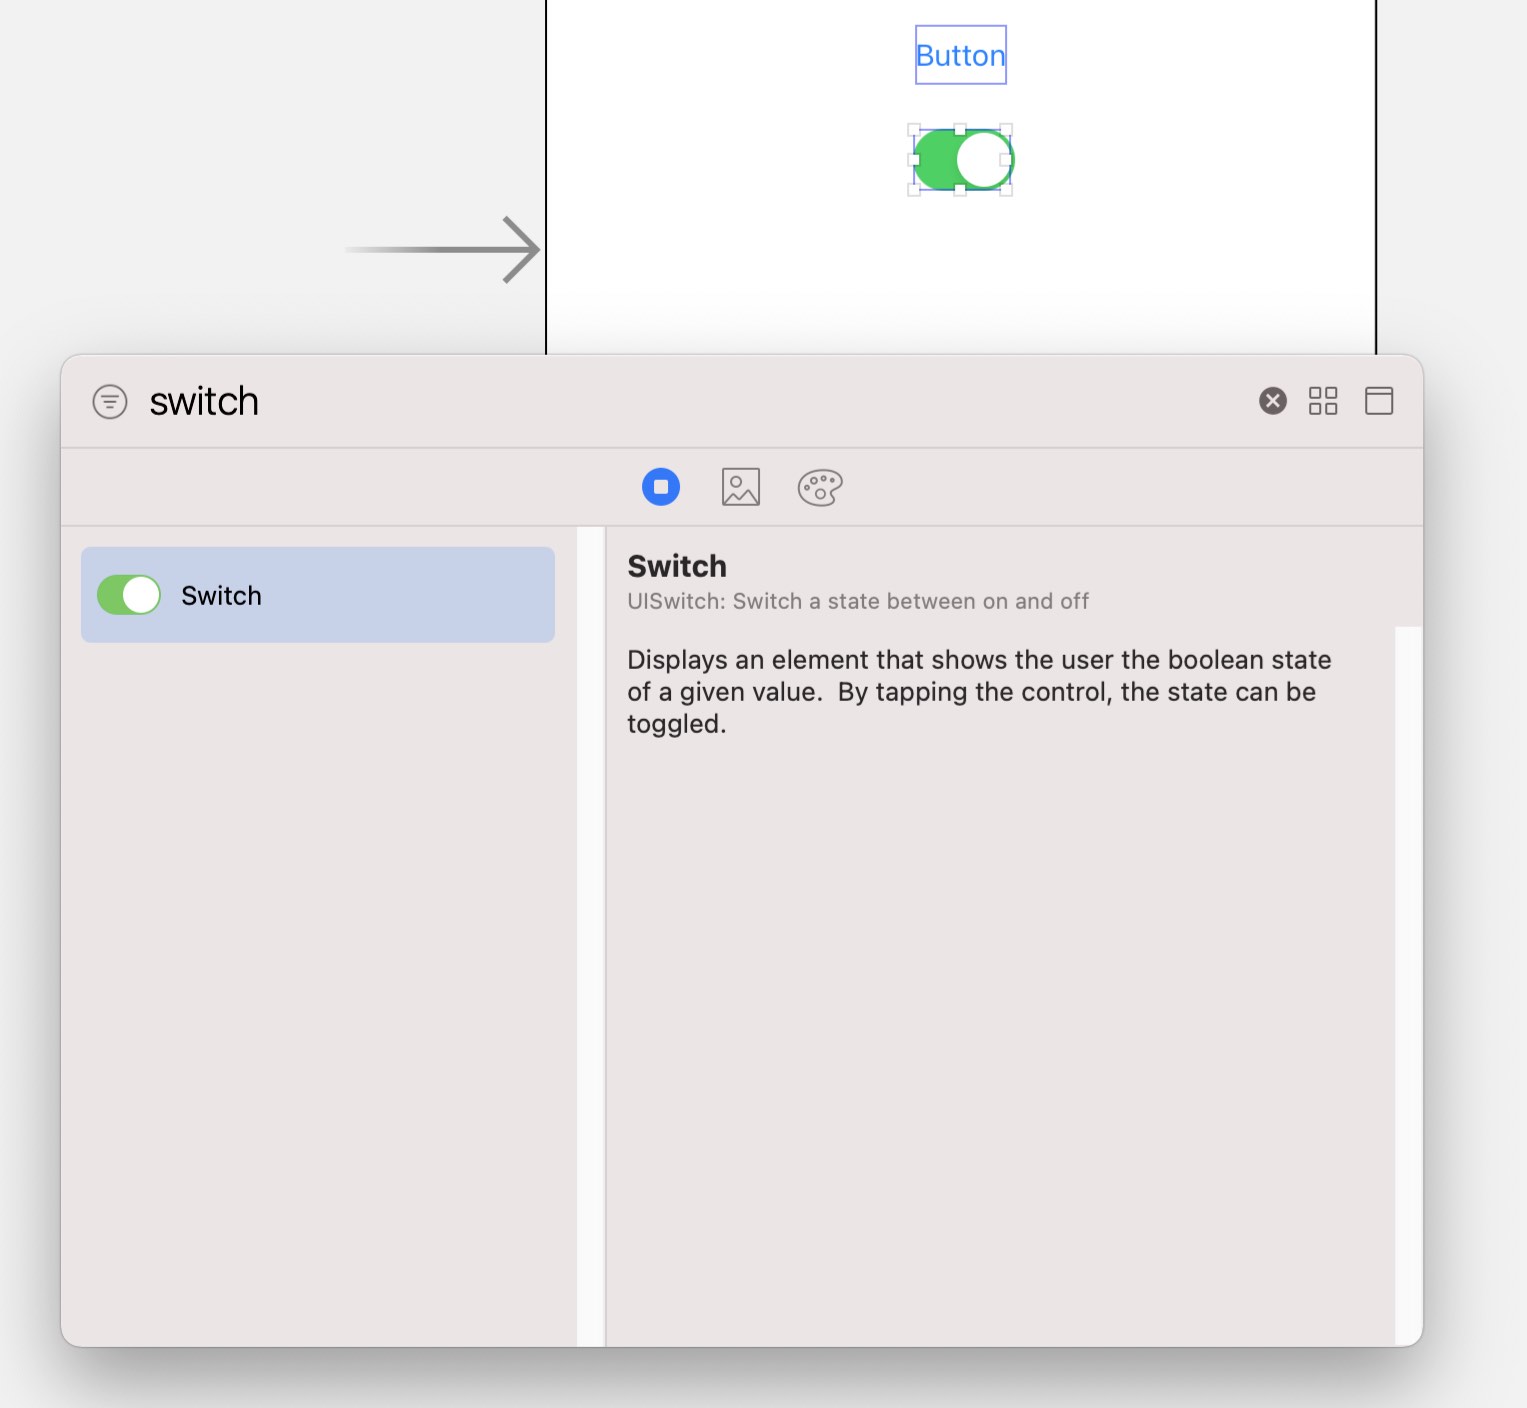 Button
switch
Switch
Switch
UISwitch: Switch a state between on and off
Displays an element that shows the user the boolean state
of a given value.  By tapping the control, the state can be
toggled.